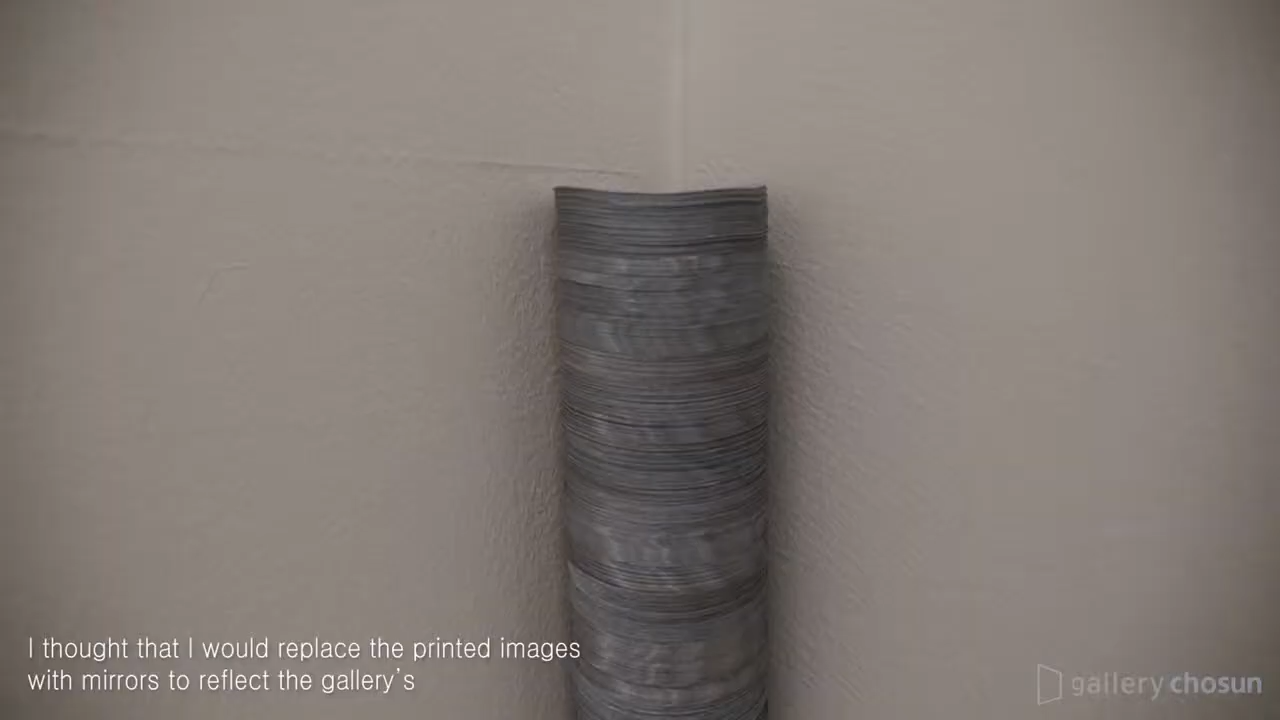 I thought that I would replace the printed images
with mirrors to reflect the gallery's
gallery chosun